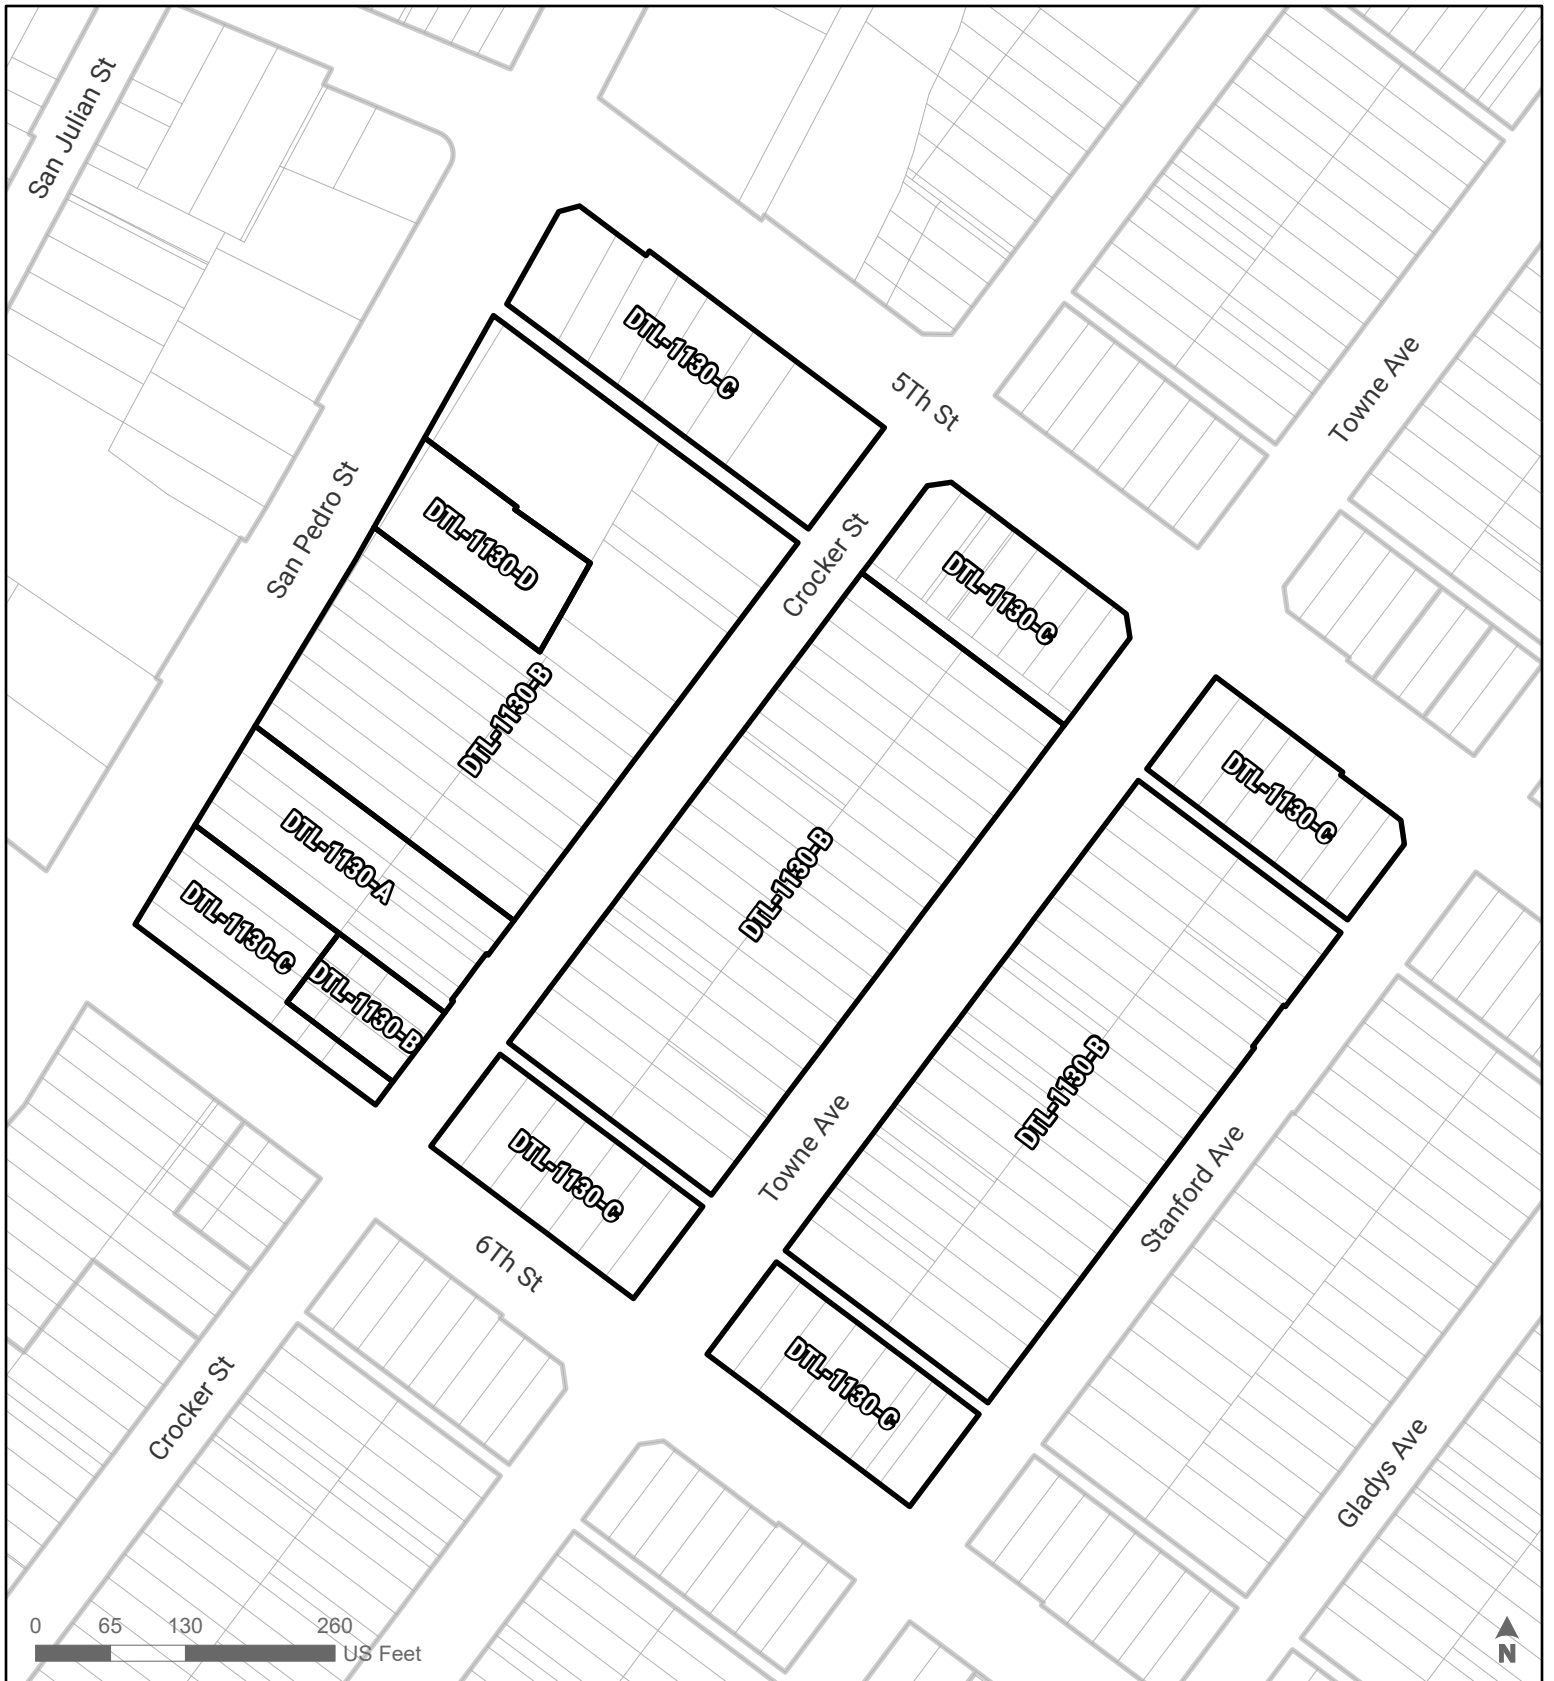 San Julian St
DTL-1130-C
5Th St
Towne Ave
San Pedro St
DTL-1130-D
Crocker St
DTL-1130-C
DTL-1130-B
DTL-1130-C
DTL-1130-A
DTL-1130-B
DTL-1130-C
DTL-1130-B
DTL-1130-B
Towne Ave
Stanford Ave
DTL-1130-C
6Th St
Crocker St
DTL-1130-C
Gladys Ave
0 65 130 260
US Feet
N